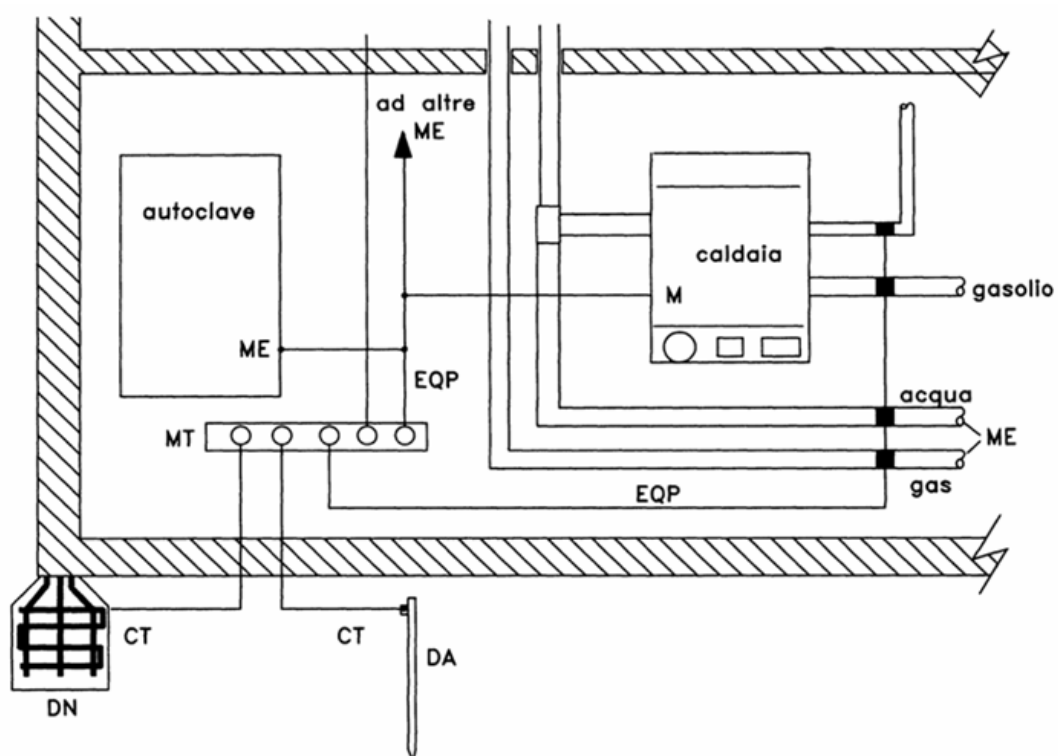 ad altre
ME
autoclave
caldaia
M
gasolio
ME
EQP
acqua
MT
ME
gas
EQP
CT
CT
DA
DN